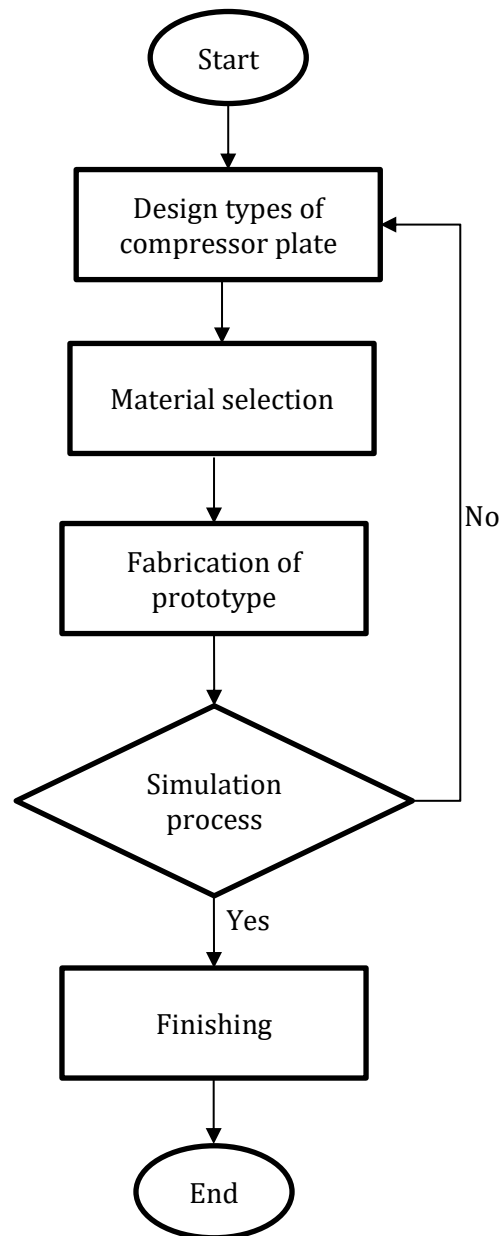 Start
Design types of
compressor plate
Material selection
No
Fabrication of
prototype
Simulation
process
Yes
Finishing
End